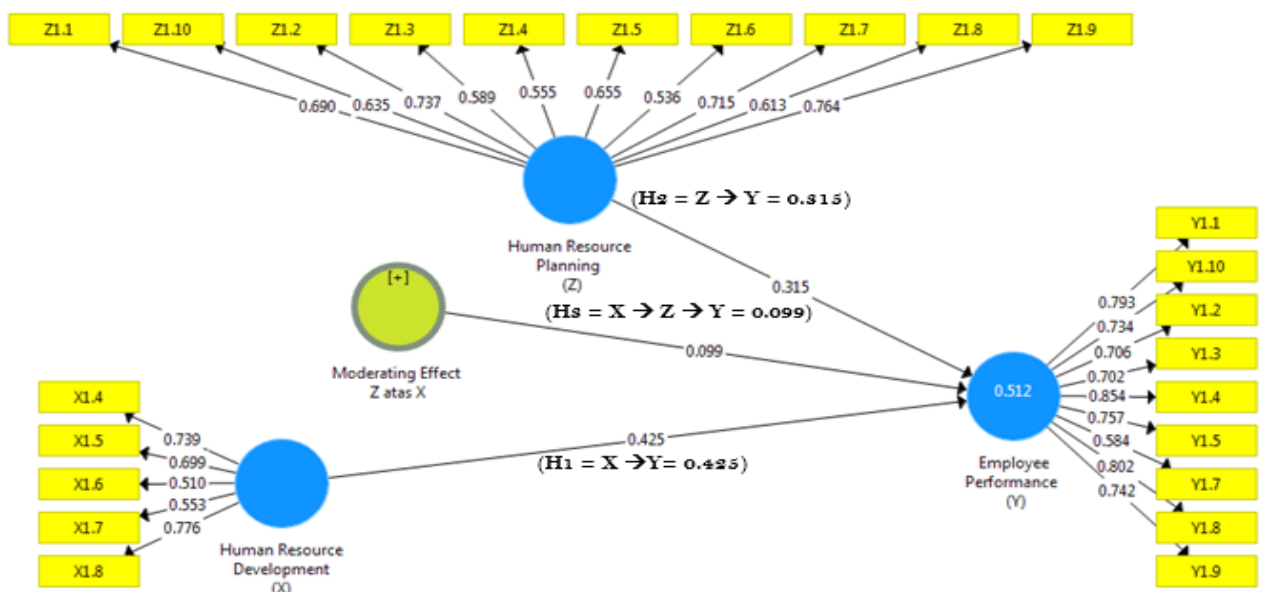 Z1.1 Z1.10 Z1.2 Z1.3 Z1.4 Z1.5 Z1.6 Z1.7 Z1.8 Z1.9
0.690 0.635 0.737 0.589 0.555 0.655 0.536 0.715 0.613 0.764
(H2 = Z → Y = 0.315)
Human Resource
Planning
(Z)
[+]
Moderating Effect
Z atas X
0.315
(H3 = X → Z → Y = 0.099)
0.099
X1.4
X1.5
X1.6
X1.7
X1.8
0.739
0.699
0.510
0.553
0.776
Human Resource
Development
(X)
0.425
(H1 = X →Y= 0.425)
0.512
Employee
Performance
(Y)
0.793
0.734
0.706
0.702
0.854
0.757
0.584
0.802
0.742
Y1.1
Y1.10
Y1.2
Y1.3
Y1.4
Y1.5
Y1.7
Y1.8
Y1.9